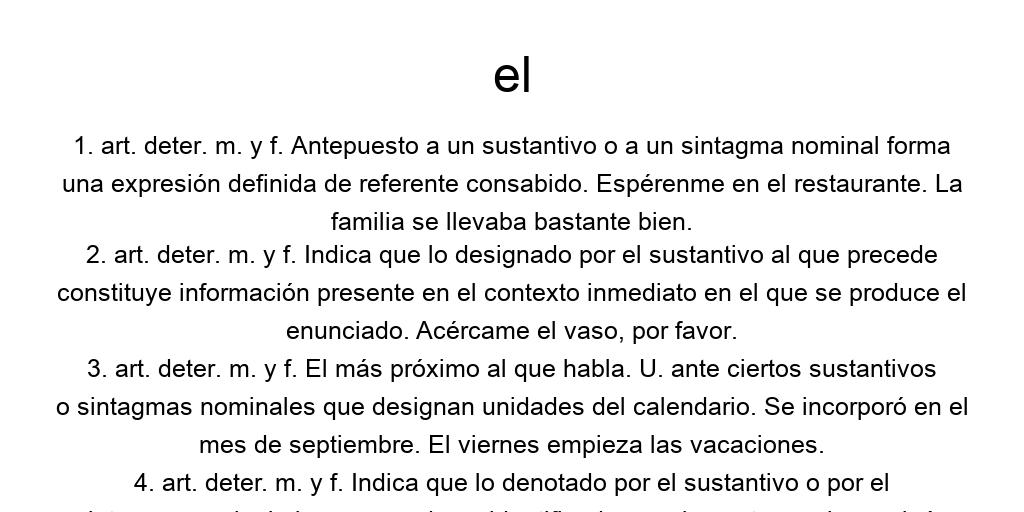 el
1. art. deter. m. y f. Antepuesto a un sustantivo o a un sintagma nominal forma
una expresión definida de referente consabido. Espérenme en el restaurante. La
familia se llevaba bastante bien.
2. art. deter. m. y f. Indica que lo designado por el sustantivo al que precede
constituye información presente en el contexto inmediato en el que se produce el
enunciado. Acércame el vaso, por favor.
3. art. deter. m. y f. El más próximo al que habla. U. ante ciertos sustantivos
o sintagmas nominales que designan unidades del calendario. Se incorporó en el
mes de septiembre. El viernes empieza las vacaciones.
4. art. deter. m. y f. Indica que lo denotado por el sustantivo o por el